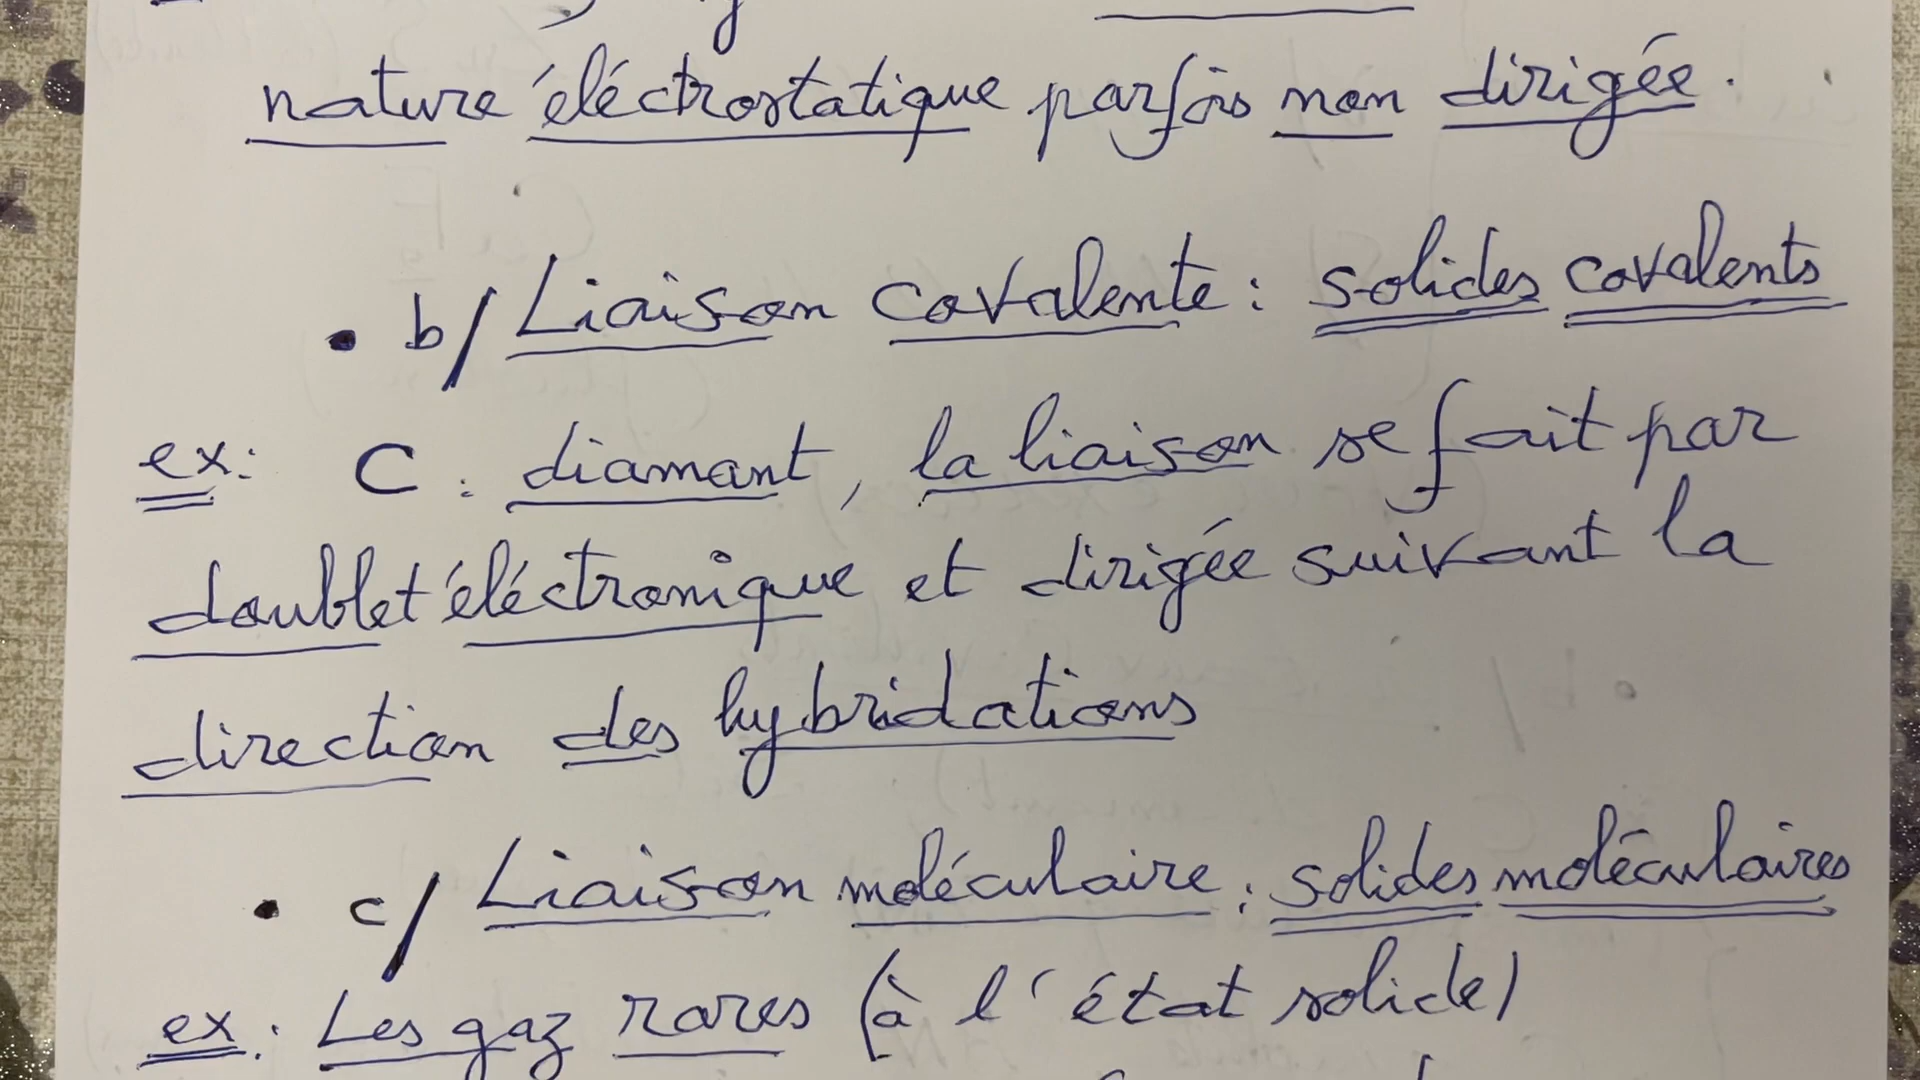 nature éléctrostatique parfois non dirigée.
• b/ Liaison covalente : solides covalents
ex: C : diamant, la liaison se fait par
doublet éléctronique et dirigée suivant la
direction des hybridations
• c/ Liaison moléculaire : solides moléculaires
ex : Les gaz rares (à l'état solide)